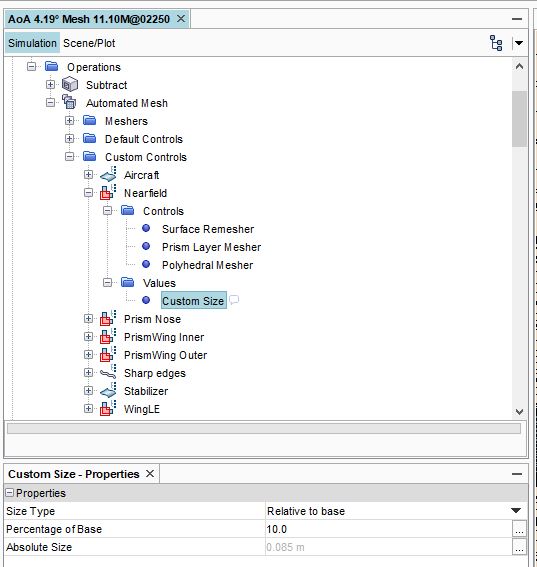 AoA 4.19° Mesh 11.10M@02250
Simulation Scene/Plot
Operations
Subtract
Automated Mesh
Meshers
Default Controls
Custom Controls
Aircraft
Nearfield
Controls
Surface Remesher
Prism Layer Mesher
Polyhedral Mesher
Values
Custom Size
Prism Nose
PrismWing Inner
PrismWing Outer
Sharp edges
Stabilizer
WingLE
Custom Size - Properties
Properties
Size Type Relative to base
Percentage of Base 10.0 ...
Absolute Size 0.085 m ...